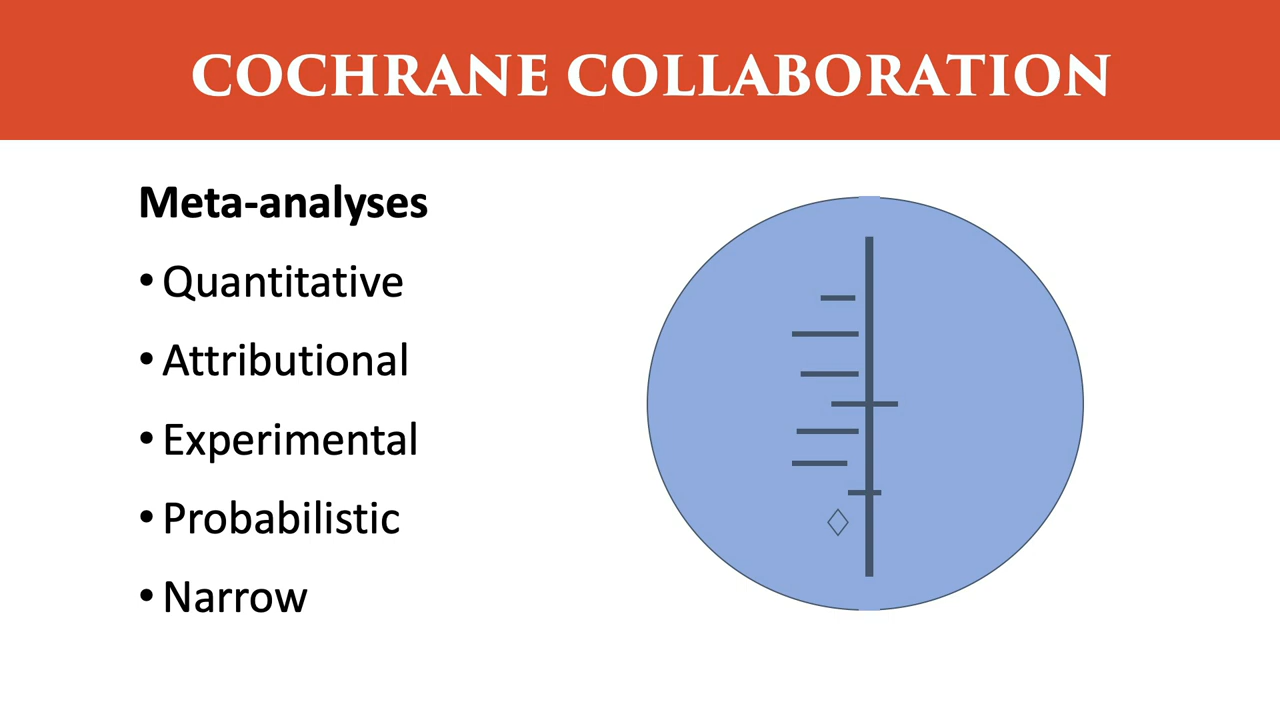 COCHRANE COLLABORATION
Meta-analyses
• Quantitative
• Attributional
• Experimental
• Probabilistic
• Narrow